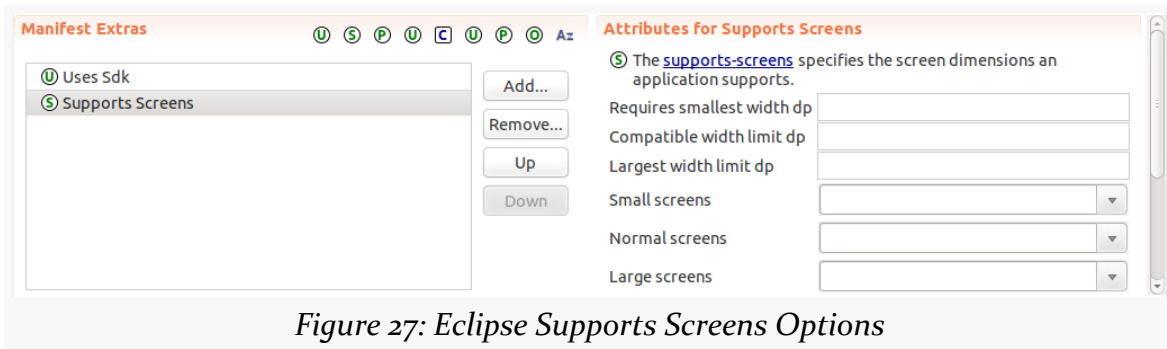 Manifest Extras
U S P U C U P O Az
U Uses Sdk
S Supports Screens
Add...
Remove...
Up
Down
Attributes for Supports Screens
S The supports-screens specifies the screen dimensions an
application supports.
Requires smallest width dp
Compatible width limit dp
Largest width limit dp
Small screens
Normal screens
Large screens
Figure 27: Eclipse Supports Screens Options